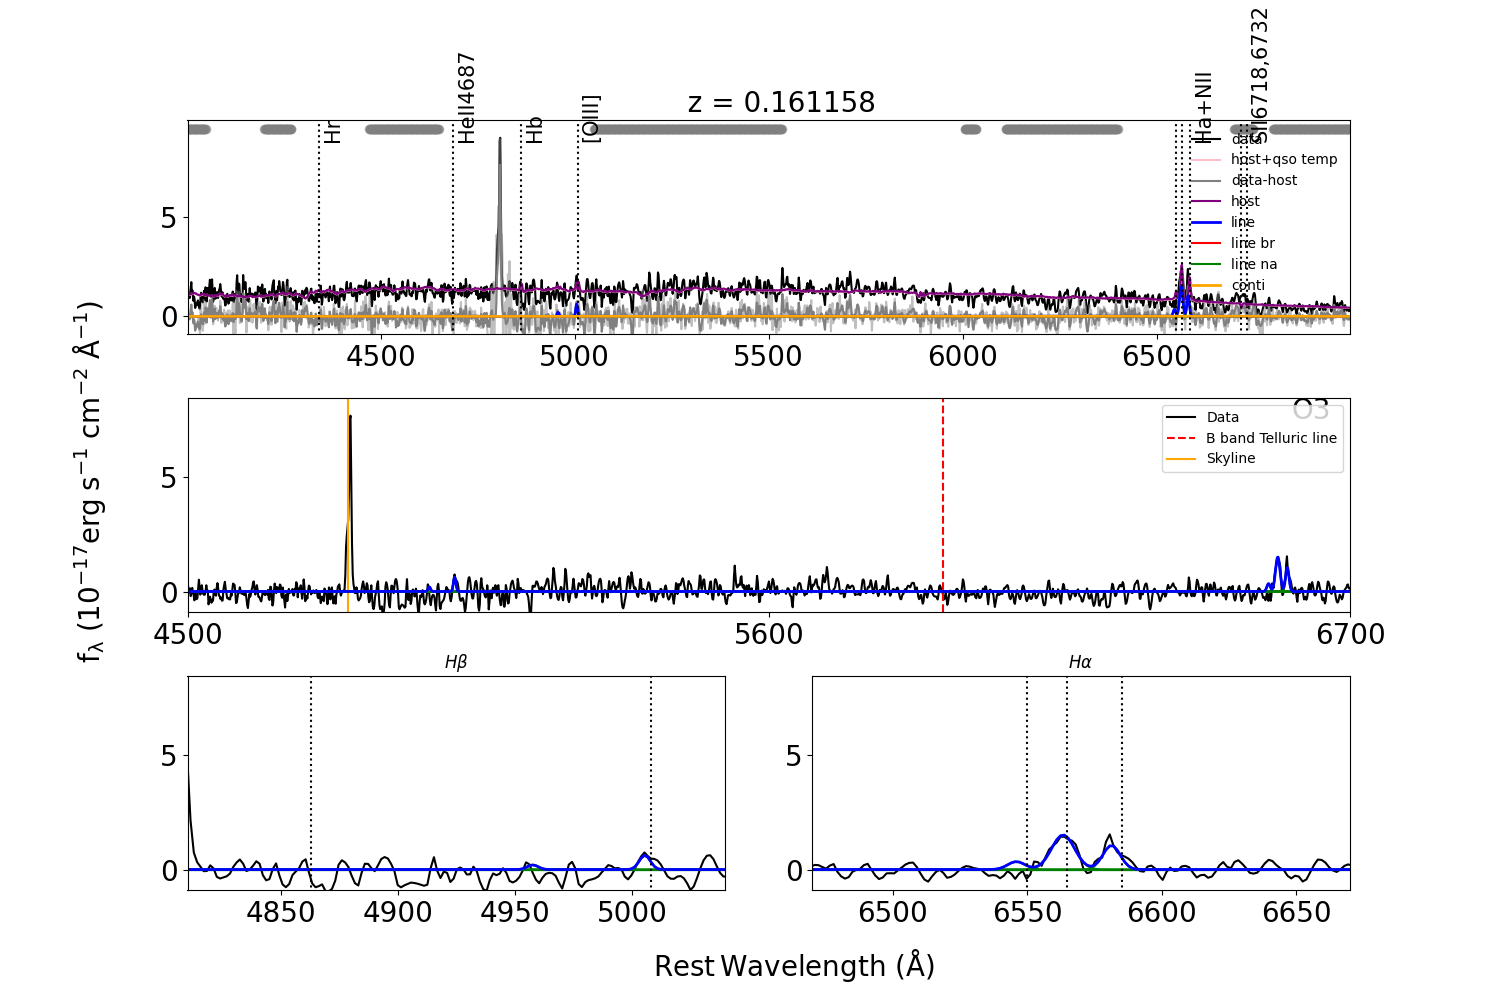 z = 0.161158
Hr
HeII4687
Hb
[OIII]
Ha+NII
SII6718,6732
data
host+qso temp
data-host
host
line
line br
line na
conti
5
0
4500
5000
5500
6000
6500
O3
Data
B band Telluric line
Skyline
5
0
4500
5600
6700
fλ (10⁻¹⁷erg s⁻¹ cm⁻² Å⁻¹)
Hβ
5
0
4850
4900
4950
5000
Hα
5
0
6500
6550
6600
6650
Rest Wavelength (Å)